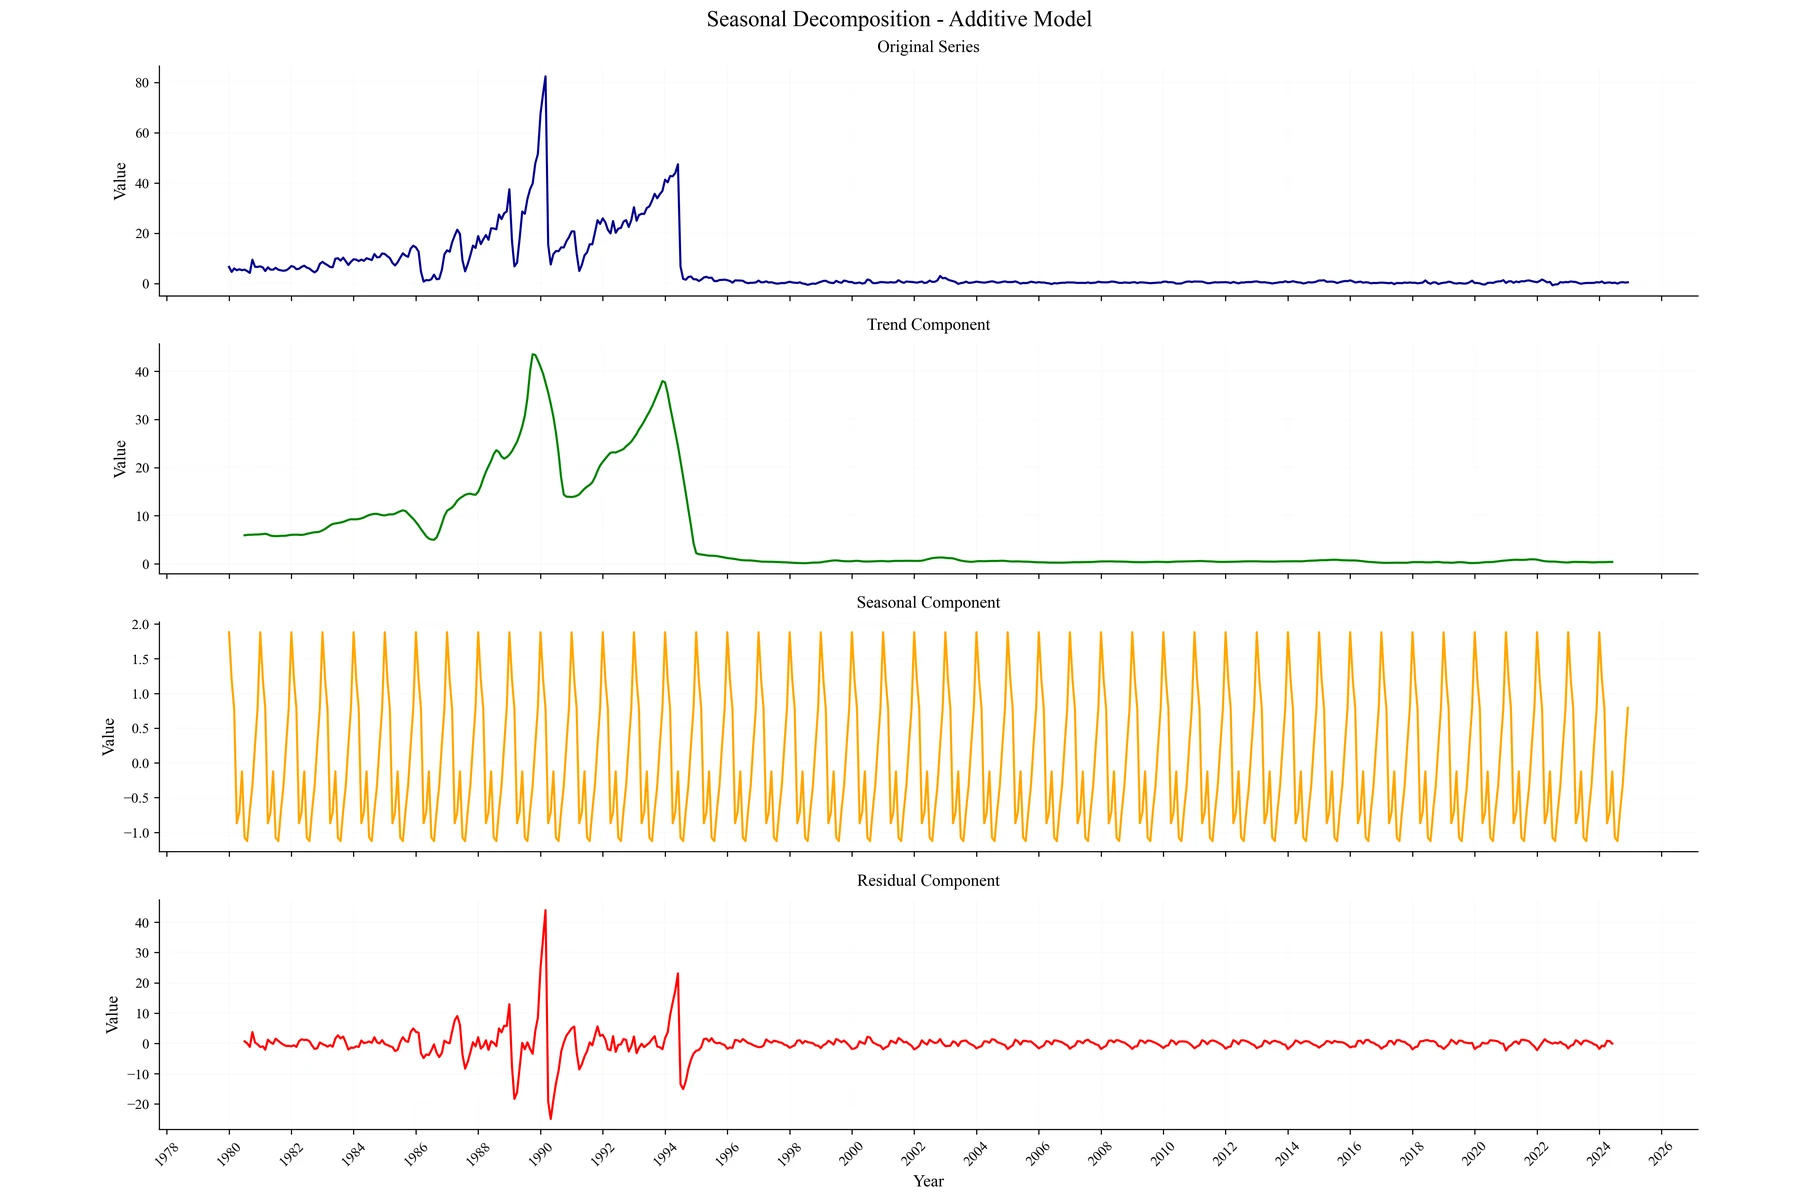 Seasonal Decomposition - Additive Model
Original Series
Value
80
60
40
20
0
Trend Component
Value
40
30
20
10
0
Seasonal Component
Value
2.0
1.5
1.0
0.5
0.0
−0.5
−1.0
Residual Component
Value
40
30
20
10
0
−10
−20
1978 1980 1982 1984 1986 1988 1990 1992 1994 1996 1998 2000 2002 2004 2006 2008 2010 2012 2014 2016 2018 2020 2022 2024 2026
Year